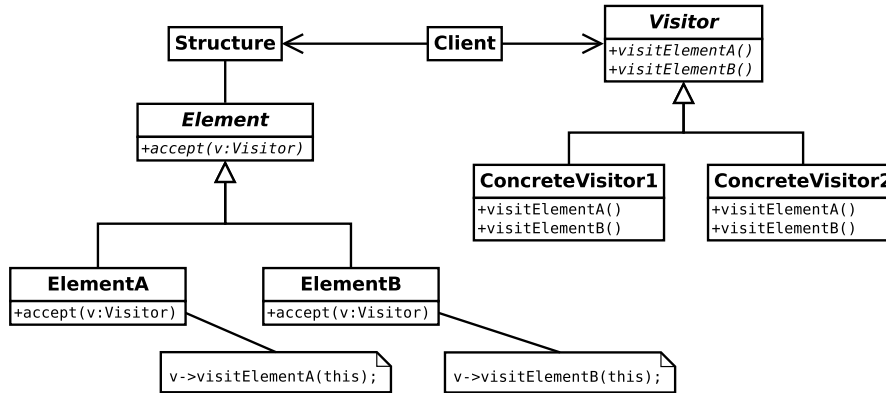 Structure
Client
Visitor
+visitElementA()
+visitElementB()
Element
+accept(v:Visitor)
ConcreteVisitor1
+visitElementA()
+visitElementB()
ConcreteVisitor2
+visitElementA()
+visitElementB()
ElementA
+accept(v:Visitor)
ElementB
+accept(v:Visitor)
v->visitElementA(this);
v->visitElementB(this);